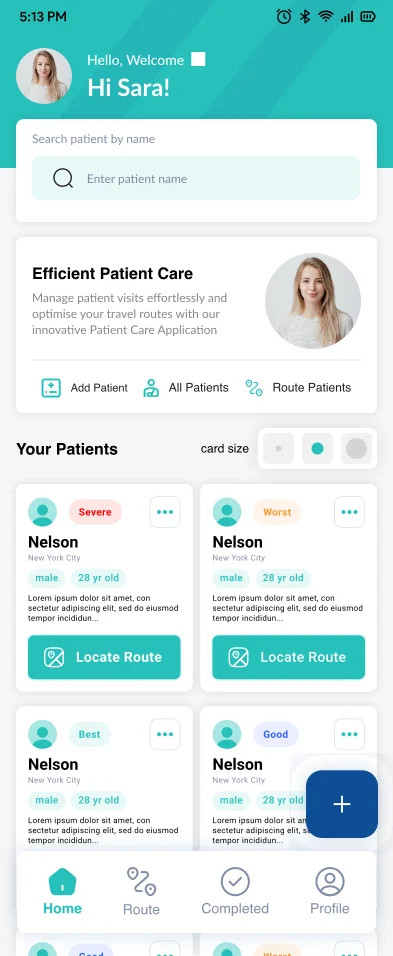 5:13 PM
Hello, Welcome
Hi Sara!
Search patient by name
Enter patient name
Efficient Patient Care
Manage patient visits effortlessly and
optimise your travel routes with our
innovative Patient Care Application
Add Patient
All Patients
Route Patients
Your Patients
card size
Severe
Nelson
New York City
male 28 yr old
Lorem ipsum dolor sit amet, con
sectetur adipiscing elit, sed do eiusmod
tempor incididun...
Locate Route
Worst
Nelson
New York City
male 28 yr old
Lorem ipsum dolor sit amet, con
sectetur adipiscing elit, sed do eiusmod
tempor incididun...
Locate Route
Best
Nelson
New York City
male 28 yr old
Lorem ipsum dolor sit amet, con
sectetur adipiscing elit, sed do eiusmod
tempor incididun...
Good
Nelson
New York City
male 28 yr old
Lorem ipsum dolor sit amet, con
sectetur adipiscing elit, sed do eiusmod
tempor incididun...
Home
Route
Completed
Profile
Good
Worst